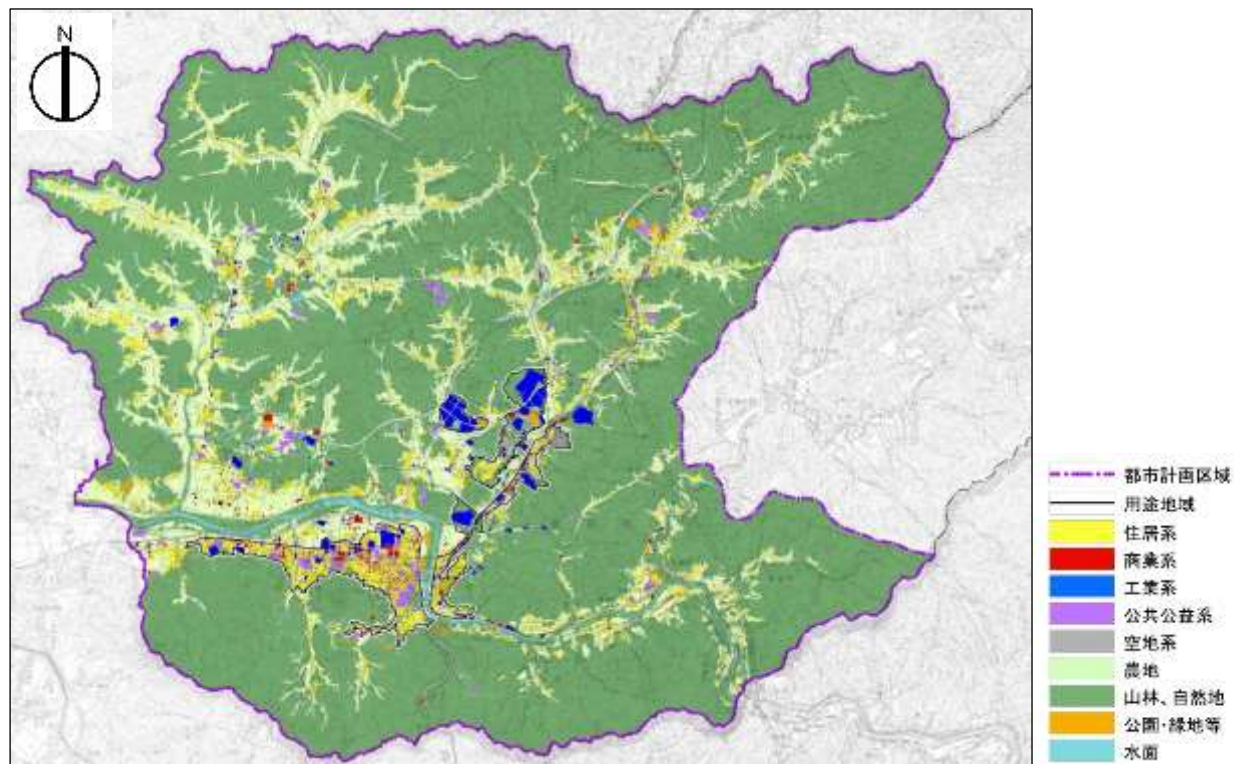 N
都市計画区域
用途地域
住居系
商業系
工業系
公共公益系
空地系
農地
山林、自然地
公園・緑地等
水面